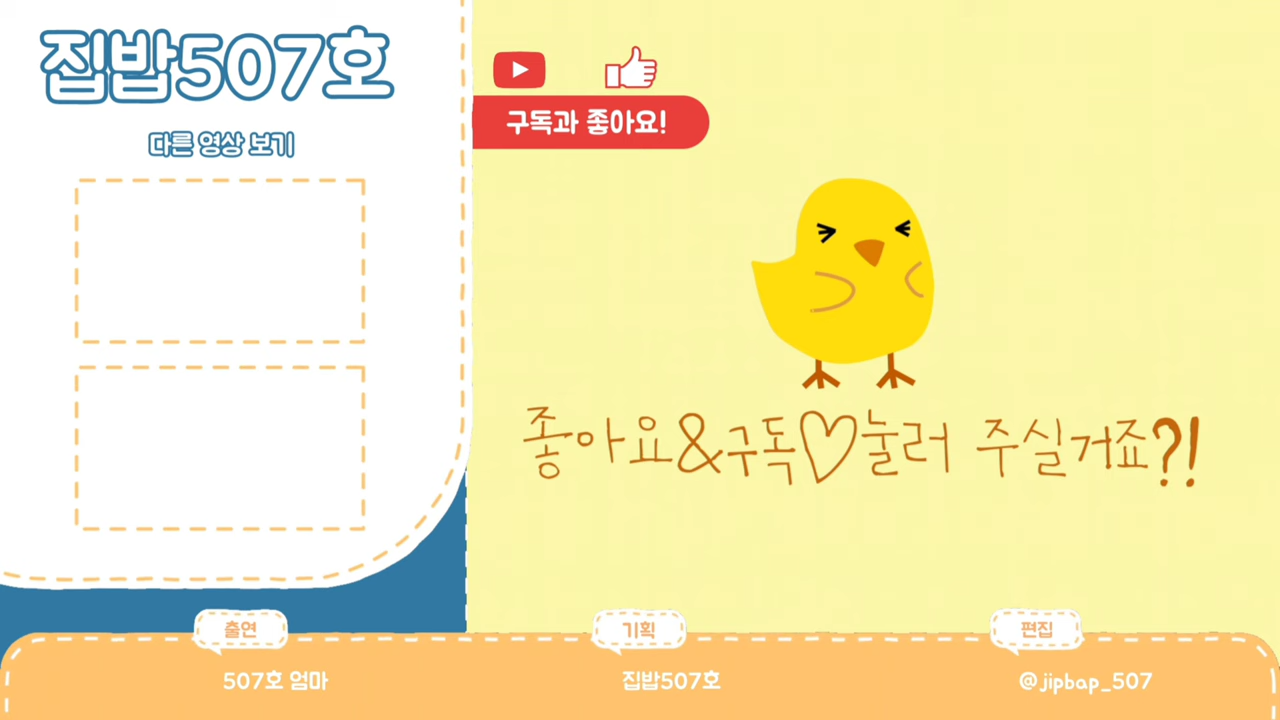 집밥507호
다른 영상 보기
구독과 좋아요!
좋아요&구독♡눌러 주실거죠?!
출연
507호 엄마
기획
집밥507호
편집
@jipbap_507